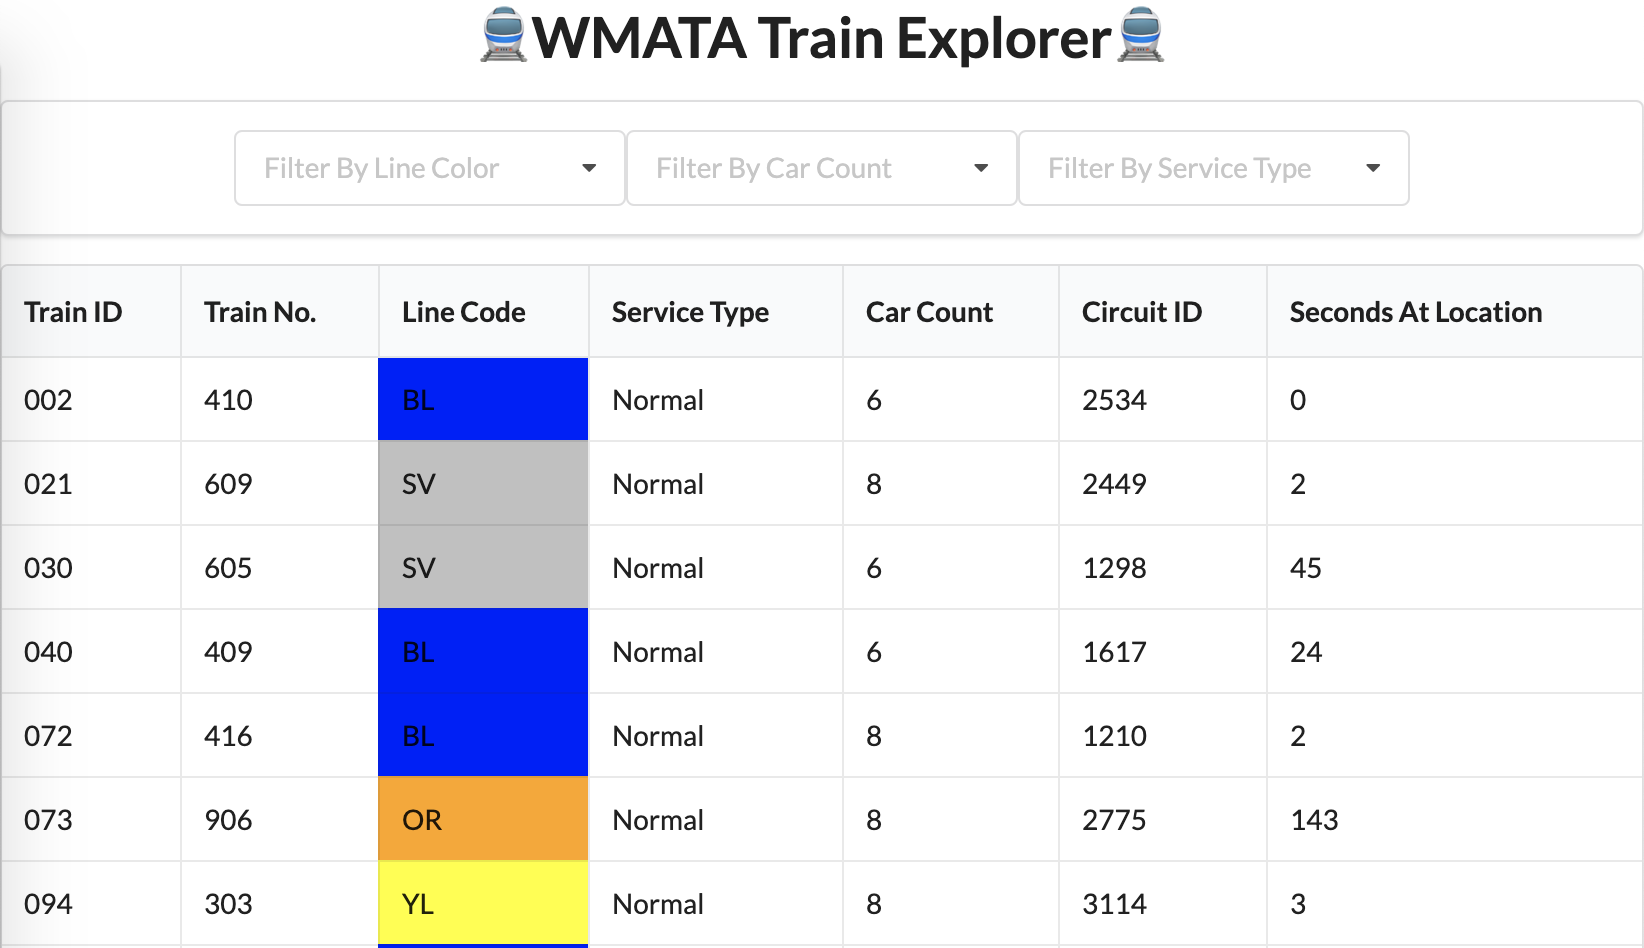 WMATA Train Explorer
Filter By Line Color Filter By Car Count Filter By Service Type
Train ID Train No. Line Code Service Type Car Count Circuit ID Seconds At Location
002 410 BL Normal 6 2534 0
021 609 SV Normal 8 2449 2
030 605 SV Normal 6 1298 45
040 409 BL Normal 6 1617 24
072 416 BL Normal 8 1210 2
073 906 OR Normal 8 2775 143
094 303 YL Normal 8 3114 3